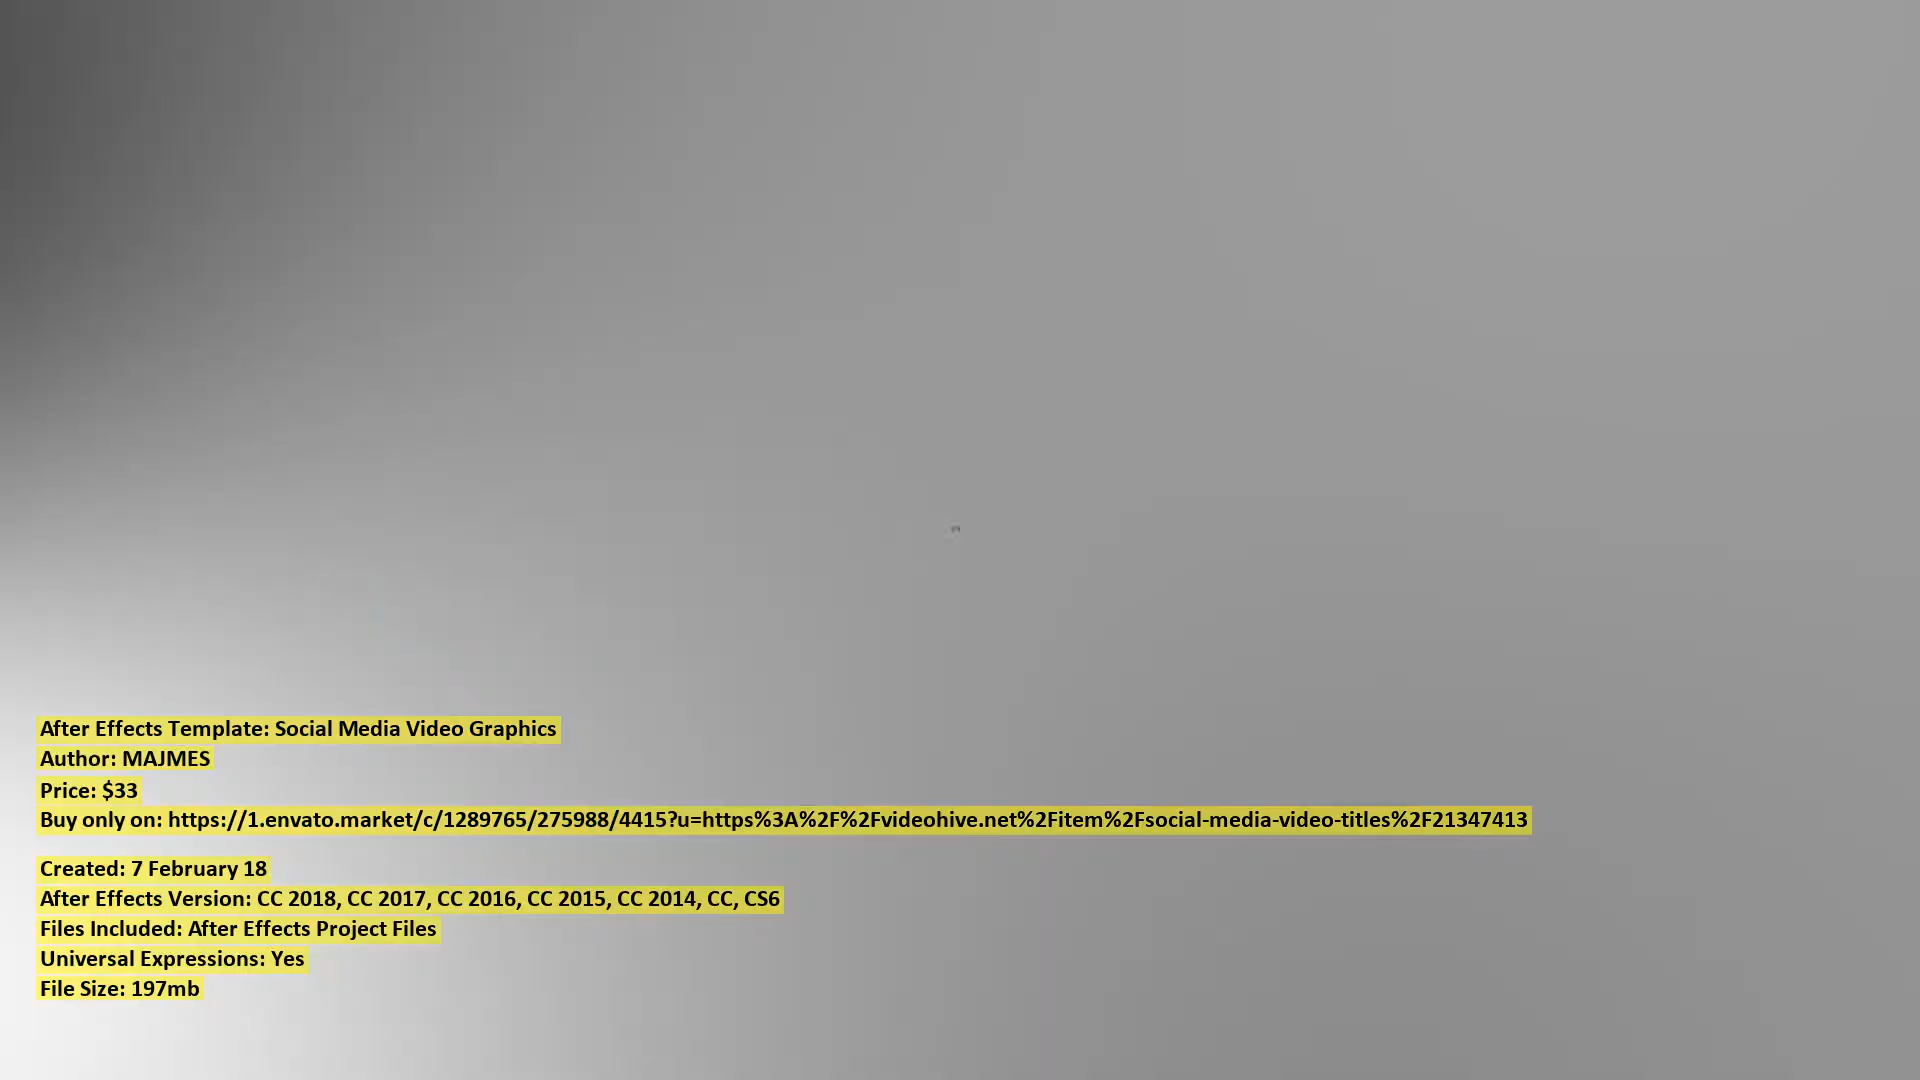 After Effects Template: Social Media Video Graphics
Author: MAJMES
Price: $33
Buy only on: https://1.envato.market/c/1289765/275988/4415?u=https%3A%2F%2Fvideohive.net%2Fitem%2Fsocial-media-video-titles%2F21347413
Created: 7 February 18
After Effects Version: CC 2018, CC 2017, CC 2016, CC 2015, CC 2014, CC, CS6
Files Included: After Effects Project Files
Universal Expressions: Yes
File Size: 197mb